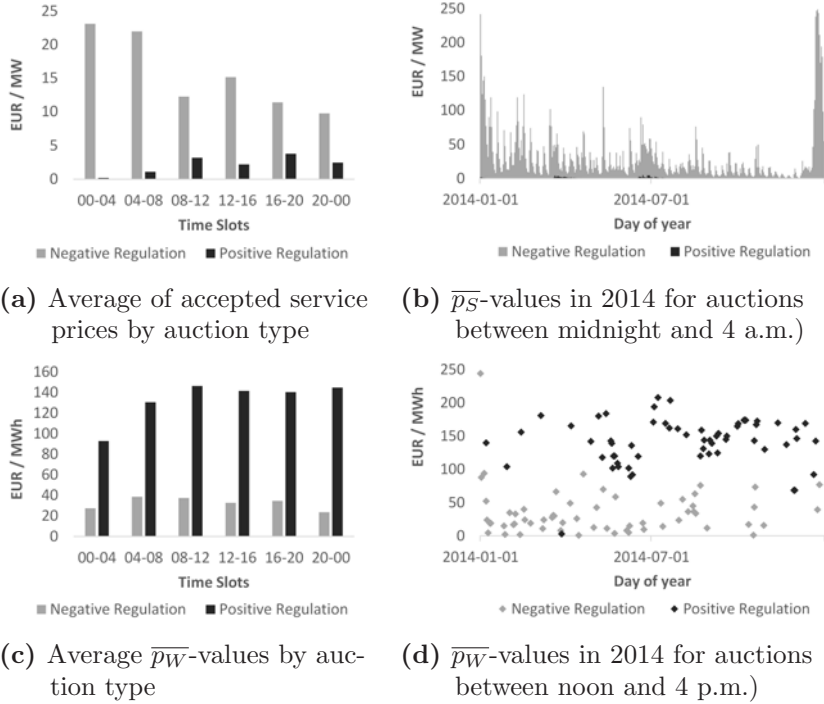 25
20
15
10
5
0
EUR / MW
00-04 04-08 08-12 12-16 16-20 20-00
Time Slots
Negative Regulation Positive Regulation
(a) Average of accepted service
prices by auction type
250
200
150
100
50
0
EUR / MW
2014-01-01 2014-07-01
Day of year
Negative Regulation Positive Regulation
(b) p_S-values in 2014 for auctions
between midnight and 4 a.m.)
160
140
120
100
80
60
40
20
0
EUR / MWh
00-04 04-08 08-12 12-16 16-20 20-00
Time Slots
Negative Regulation Positive Regulation
(c) Average p_W-values by auc-
tion type
250
200
150
100
50
0
EUR / MWh
2014-01-01 2014-07-01
Day of year
Negative Regulation Positive Regulation
(d) p_W-values in 2014 for auctions
between noon and 4 p.m.)